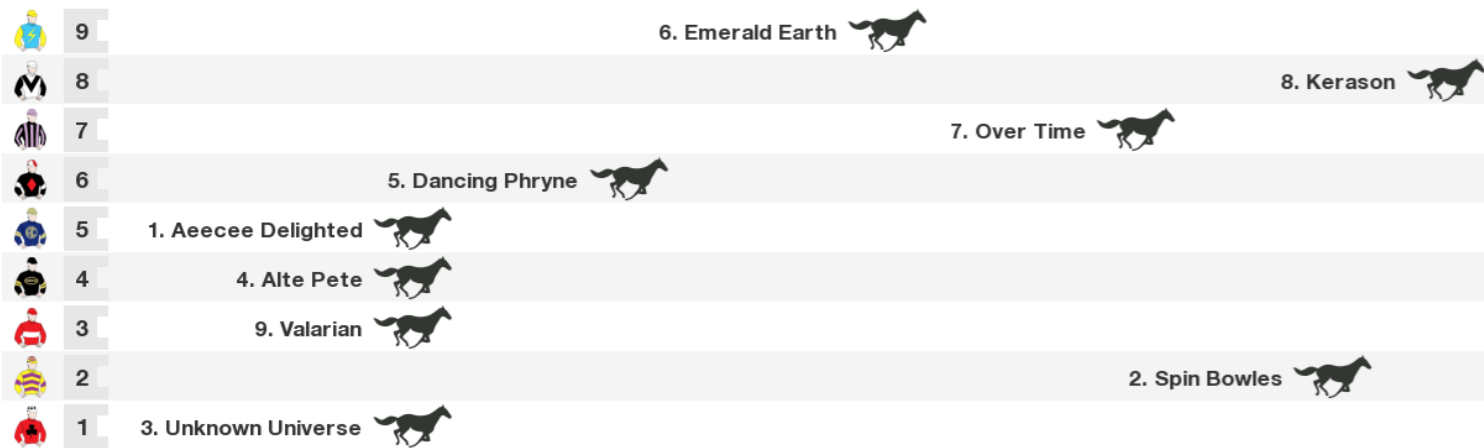 9 6. Emerald Earth
8 8. Kerason
7 7. Over Time
6 5. Dancing Phryne
5 1. Aeecee Delighted
4 4. Alte Pete
3 9. Valarian
2 2. Spin Bowles
1 3. Unknown Universe